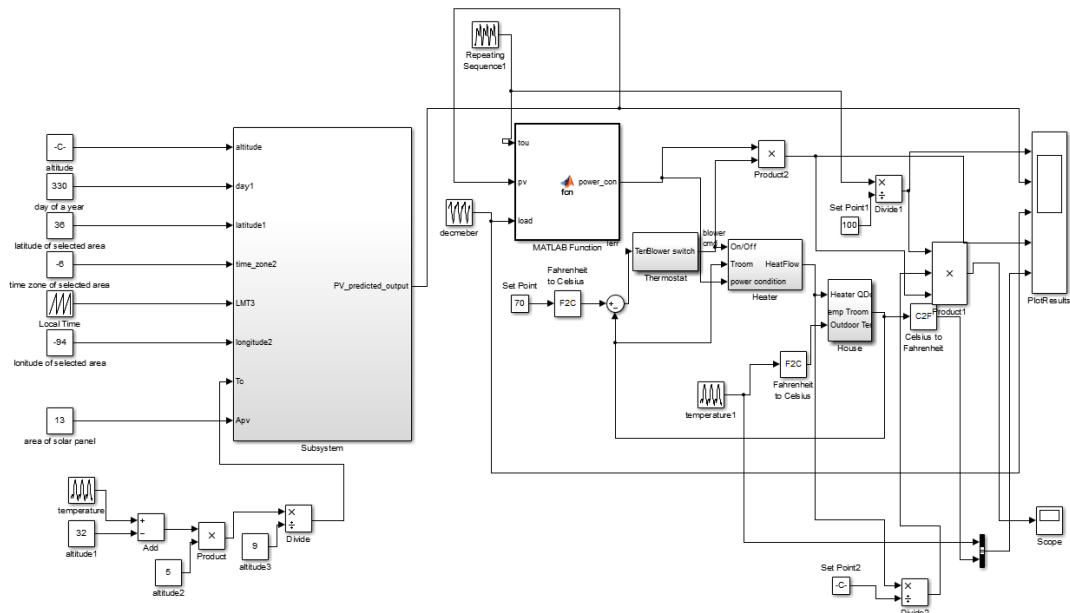 Repeating
Sequence1
-C-
altitude
330
day of a year
36
latitude of selected area
-6
time zone of selected area
Local Time
-94
lonitude of selected area
13
area of solar panel
altitude
day1
latitude1
time_zone2
LMT3
longitude2
Tc
Apv
PV_predicted_output
Subsystem
temperature
32
altitude1
+
−
Add
5
altitude2
×
Product
9
altitude3
×
÷
Divide
decmeber
tou
pv
load
fcn
power_con
MATLAB Function
Terr
Set Point
70
Fahrenheit
to Celsius
F2C
+
−
Blower switch
Thermostat
blower
cmd
On/Off
Troom
power condition
HeatFlow
Heater
×
Product2
Set Point1
100
×
÷
Divide1
Heater QDo
Outdoor Ter
House
temperature1
F2C
Fahrenheit
to Celsius
C2F
Celsius to
Fahrenheit
×
Product1
PlotResults
Scope
Set Point2
-C-
×
÷
Divide2